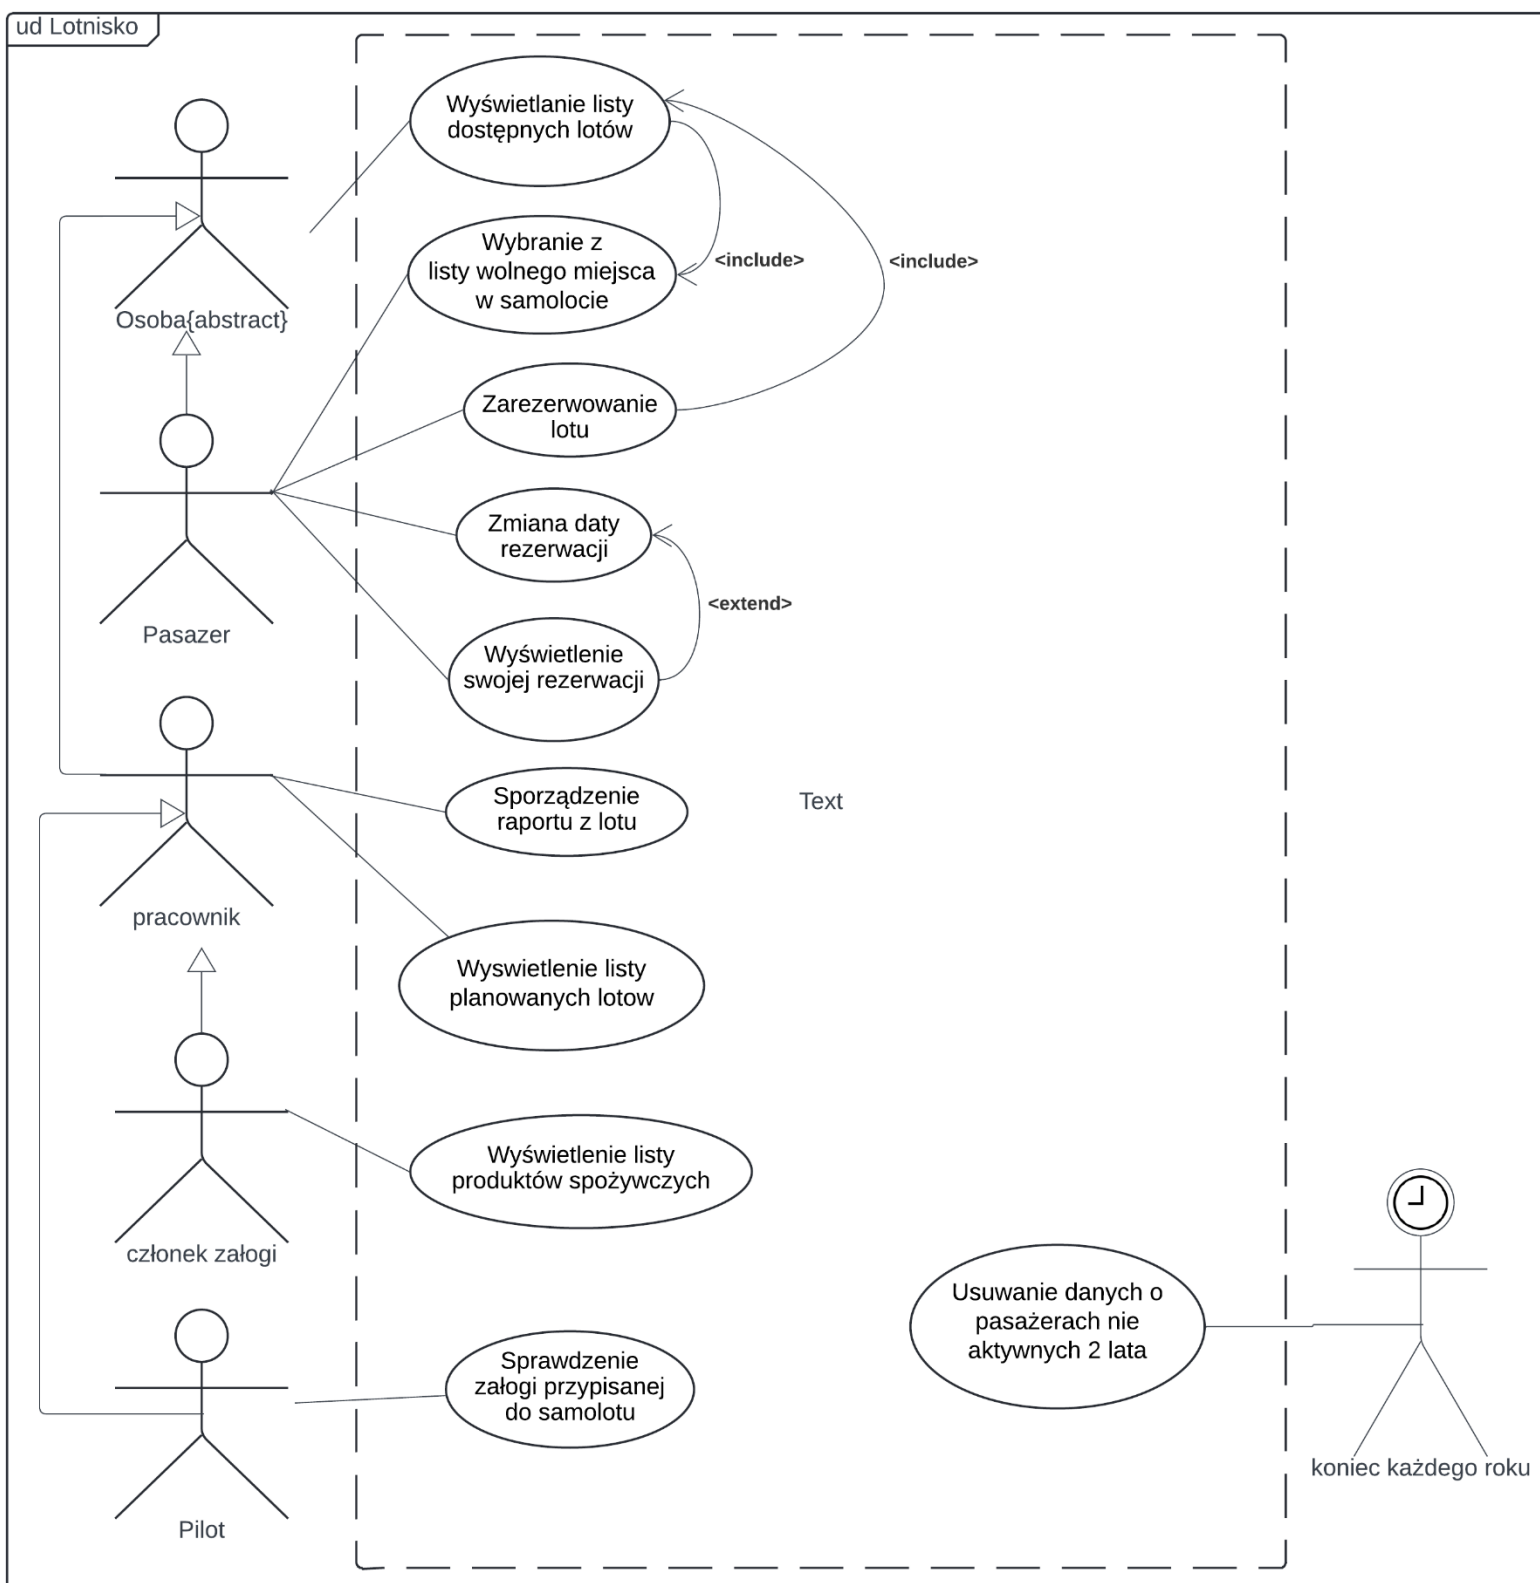 ud Lotnisko
Wyświetlanie listy
dostępnych lotów
Wybranie z
listy wolnego miejsca
w samolocie
<include>
<include>
Osoba{abstract}
Zarezerwowanie
lotu
Zmiana daty
rezerwacji
<extend>
Pasazer
Wyświetlenie
swojej rezerwacji
Sporządzenie
raportu z lotu
Text
pracownik
Wyswietlenie listy
planowanych lotow
Wyświetlenie listy
produktów spożywczych
członek załogi
Usuwanie danych o
pasażerach nie
aktywnych 2 lata
Sprawdzenie
załogi przypisanej
do samolotu
koniec każdego roku
Pilot